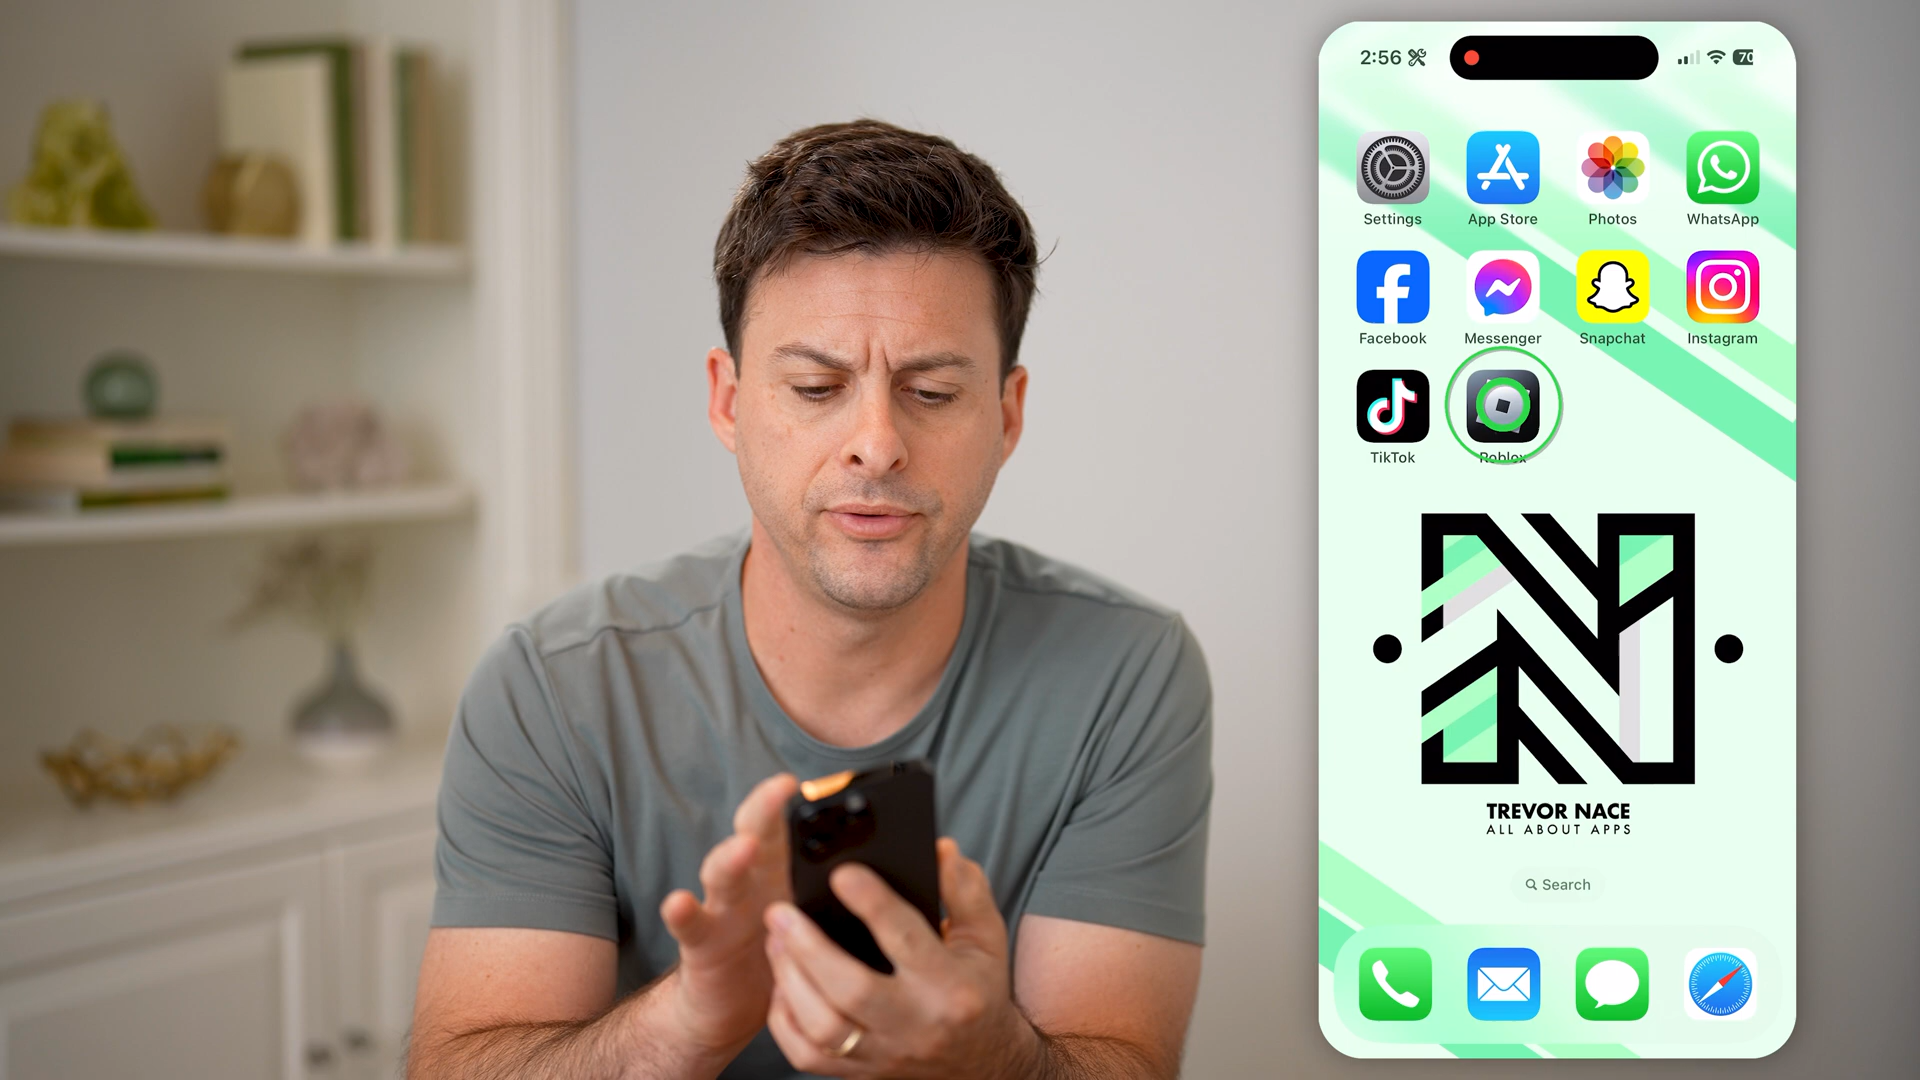 2:56
70
Settings App Store Photos WhatsApp
Facebook Messenger Snapchat Instagram
TikTok Roblox
TREVOR NACE
ALL ABOUT APPS
Search